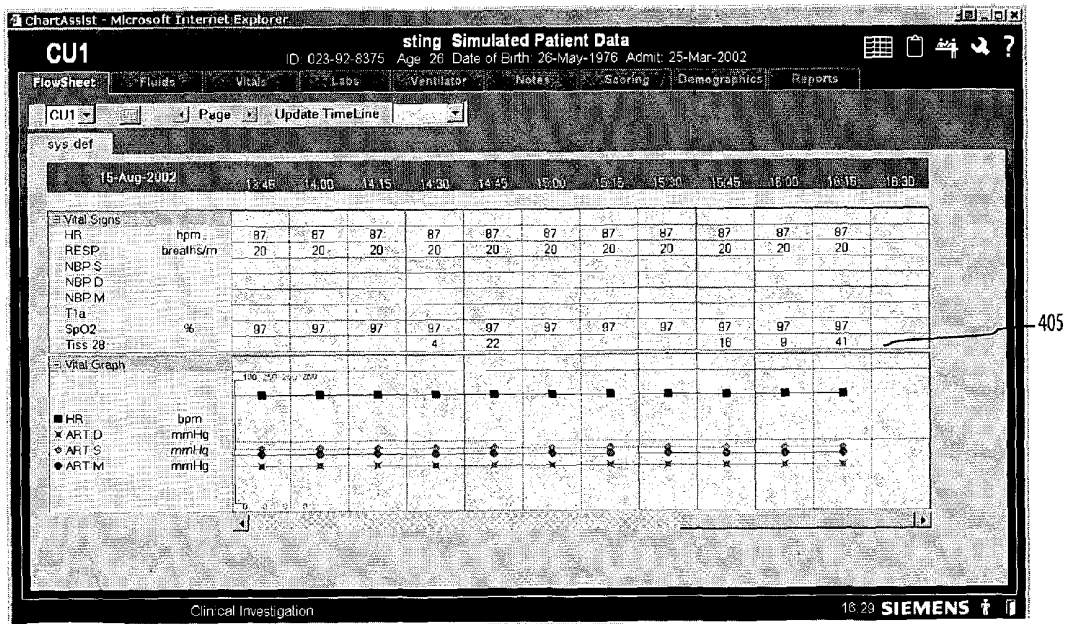 ChartAssist - Microsoft Internet Explorer
CU1
sting Simulated Patient Data
ID: 023-92-8375 Age 26 Date of Birth: 26-May-1976 Admit: 25-Mar-2002
?
FlowSheet Fluids Vitals Labs Ventilator Notes Scoring Demographics Reports
CU1 Page Update TimeLine
sys def
15-Aug-2002 13:45 14:00 14:15 14:30 14:45 15:00 15:15 15:30 15:45 16:00 16:15 16:30
Vital Signs
HR bpm 87 87 87 87 87 87 87 87 87 87 87
RESP breaths/m 20 20 20 20 20 20 20 20 20 20 20
NBP S
NBP D
NBP M
T1a
SpO2 % 97 97 97 97 97 97 97 97 97 97 97
Tiss 28 4 22 16 9 41
405
Vital Graph
HR bpm
ART D mmHg
ART S mmHg
ART M mmHg
Clinical Investigation
16:29 SIEMENS